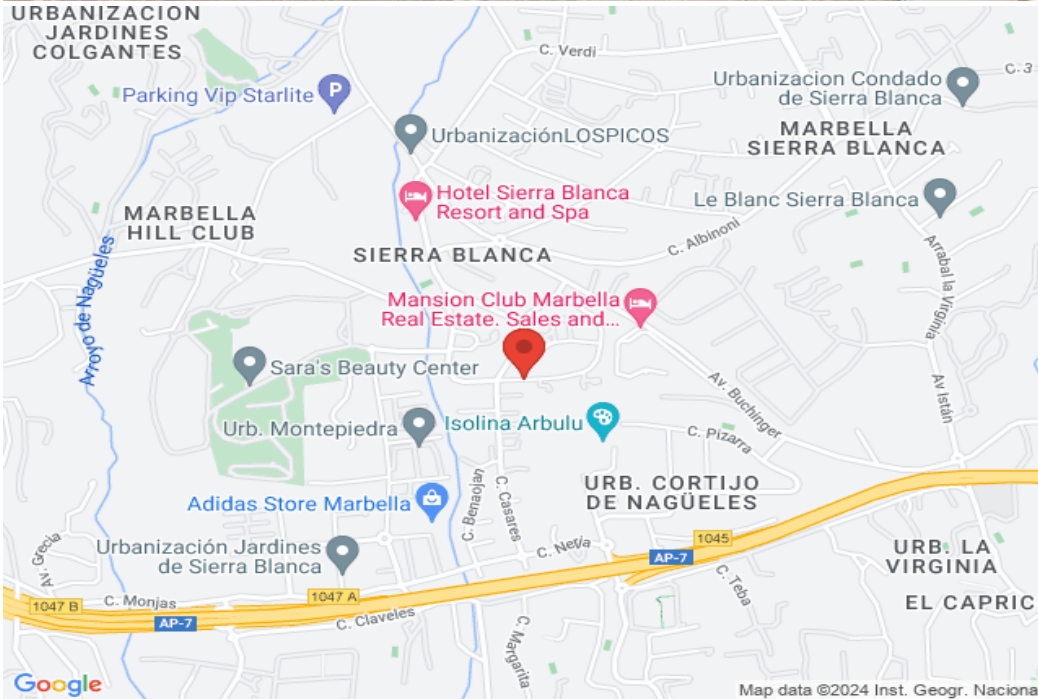 URBANIZACION
JARDINES
COLGANTES
C. Verdi
Parking Vip Starlite
P
Urbanizacion Condado
de Sierra Blanca
C. 3
UrbanizaciónLOSPICOS
MARBELLA
SIERRA BLANCA
Hotel Sierra Blanca
Resort and Spa
Le Blanc Sierra Blanca
MARBELLA
HILL CLUB
C. Albinoni
SIERRA BLANCA
Arroyo de Nagüeles
Arrabal la Virginia
Mansion Club Marbella
Real Estate. Sales and...
Sara's Beauty Center
Av. Buchinger
Av Istán
Urb. Montepiedra
Isolina Arbulu
C. Pizarra
URB. CORTIJO
DE NAGÜELES
C. Benaojan
C. Casares
Adidas Store Marbella
Av. Grecia
Urbanización Jardines
de Sierra Blanca
C. Netía
1045
AP-7
URB. LA
VIRGINIA
C. Teba
1047 B
C. Monjas
1047 A
EL CAPRIC
AP-7
C. Claveles
C. Margarita
Google
Map data ©2024 Inst. Geogr. Naciona